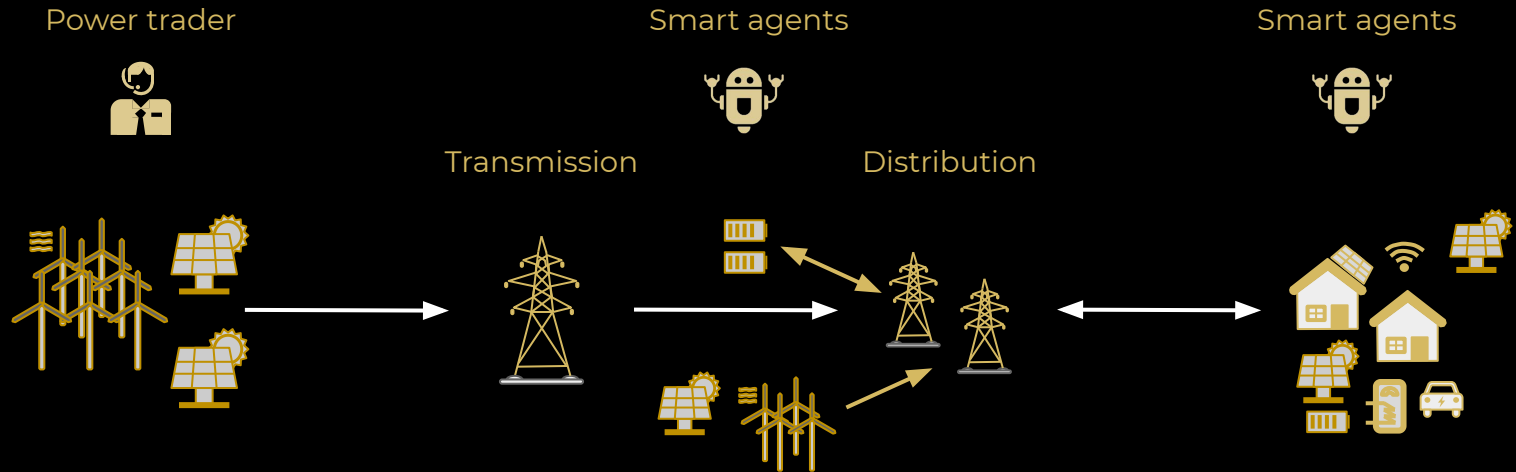 Power trader
Smart agents
Smart agents
Transmission
Distribution